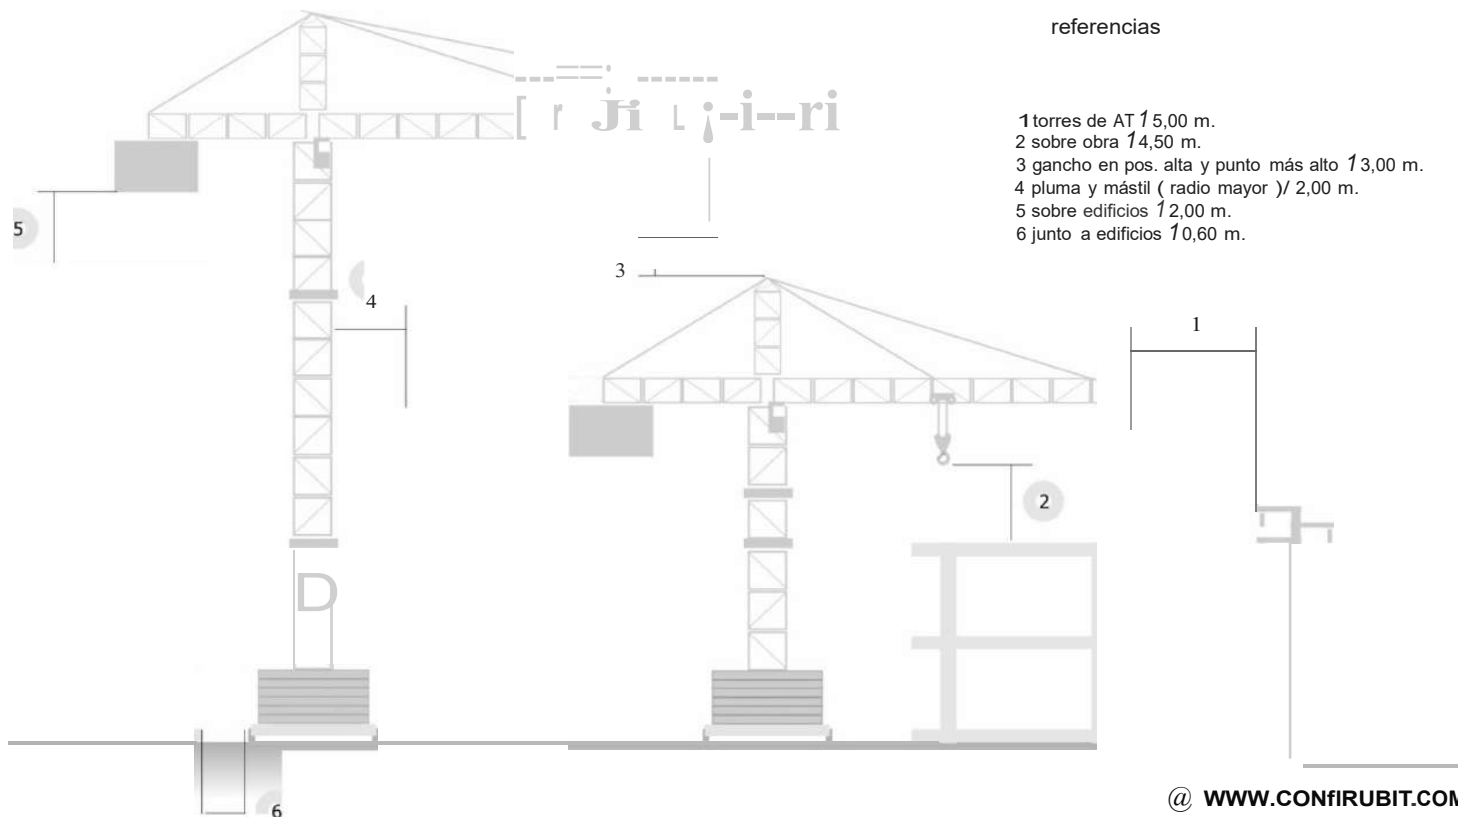 referencias
1 torres de AT 1 5,00 m.
2 sobre obra 1 4,50 m.
3 gancho en pos. alta y punto más alto 1 3,00 m.
4 pluma y mástil ( radio mayor )/ 2,00 m.
5 sobre edificios 1 2,00 m.
6 junto a edificios 1 0,60 m.
5
4
3
1
2
D
6
@ WWW.CONfIRUBIT.COM